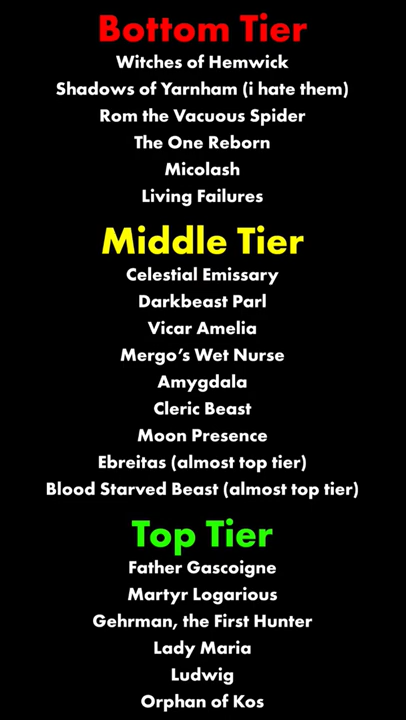 Bottom Tier
Witches of Hemwick
Shadows of Yarnham (i hate them)
Rom the Vacuous Spider
The One Reborn
Micolash
Living Failures
Middle Tier
Celestial Emissary
Darkbeast Parl
Vicar Amelia
Mergo’s Wet Nurse
Amygdala
Cleric Beast
Moon Presence
Ebreitas (almost top tier)
Blood Starved Beast (almost top tier)
Top Tier
Father Gascoigne
Martyr Logarious
Gehrman, the First Hunter
Lady Maria
Ludwig
Orphan of Kos